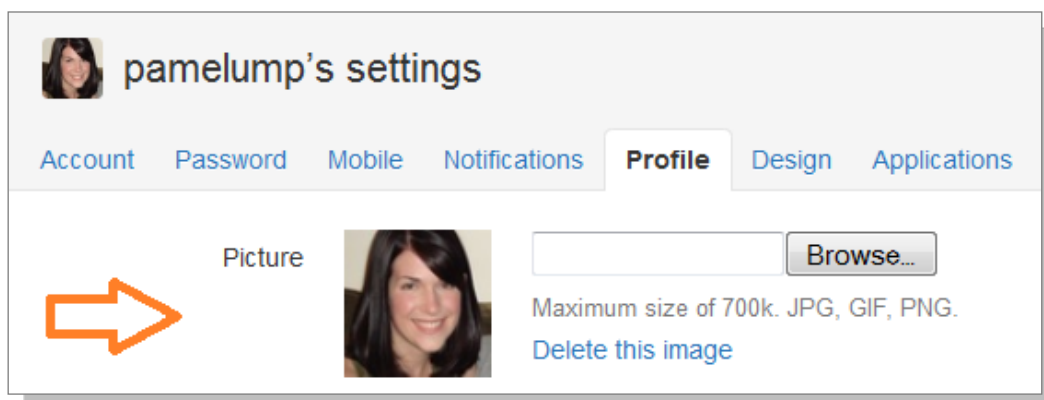 pamelump's settings
Account Password Mobile Notifications Profile Design Applications
Picture
Browse...
Maximum size of 700k. JPG, GIF, PNG.
Delete this image